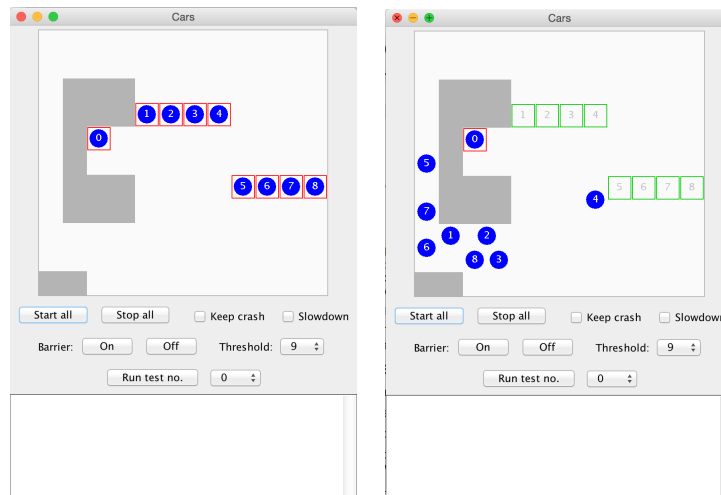 Cars
1 2 3 4
0
5 6 7 8
Start all Stop all Keep crash Slowdown
Barrier: On Off Threshold: 9
Run test no. 0
Cars
1 2 3 4
0
5
5 6 7 8
4
7
1 2
6
8 3
Start all Stop all Keep crash Slowdow
Barrier: On Off Threshold: 9
Run test no. 0